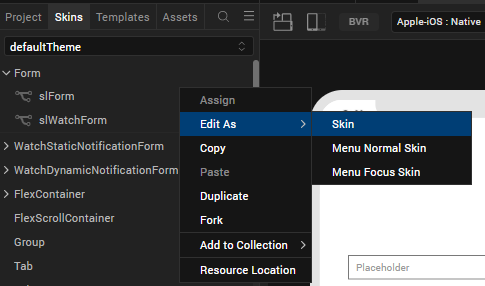 Project Skins Templates Assets
BVR Apple-iOS : Native
defaultTheme
Form
slForm
slWatchForm
WatchStaticNotificationForm
WatchDynamicNotificationForm
FlexContainer
FlexScrollContainer
Group
Tab
Assign
Edit As
Copy
Paste
Duplicate
Fork
Add to Collection
Resource Location
Skin
Menu Normal Skin
Menu Focus Skin
Placeholder